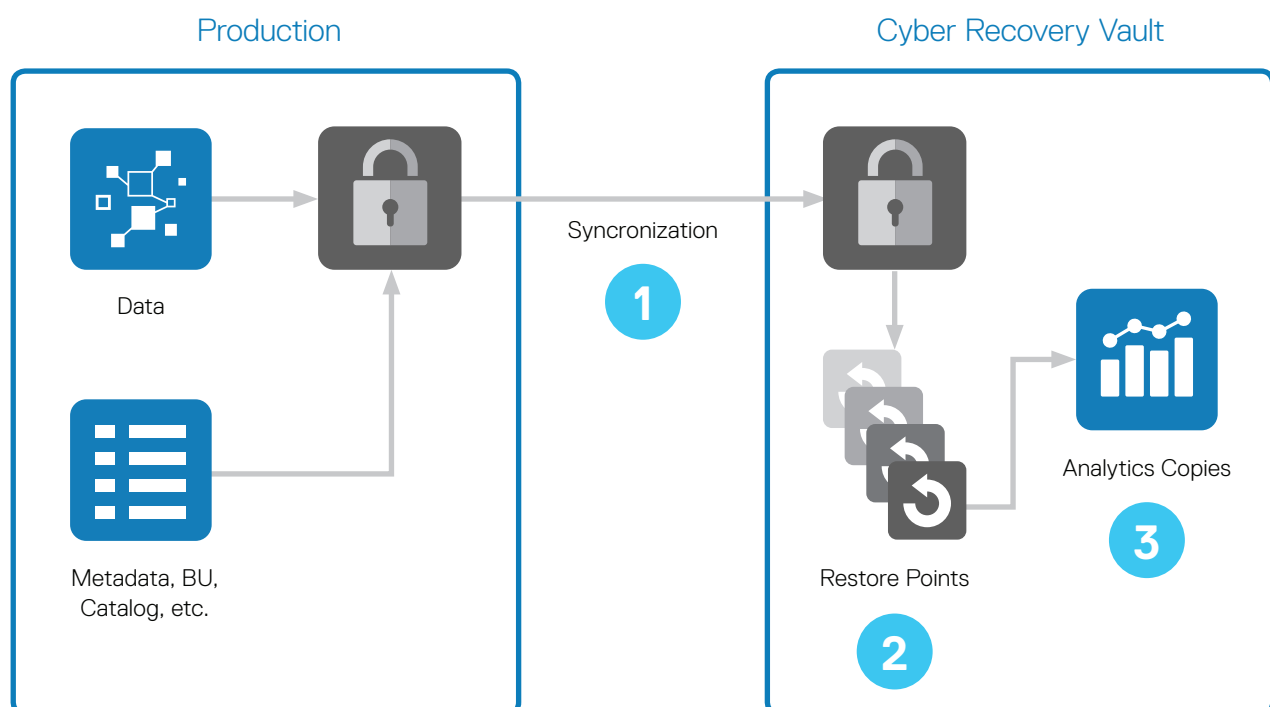 Production
Cyber Recovery Vault
Data
Syncronization
1
Metadata, BU,
Catalog, etc.
Restore Points
2
Analytics Copies
3